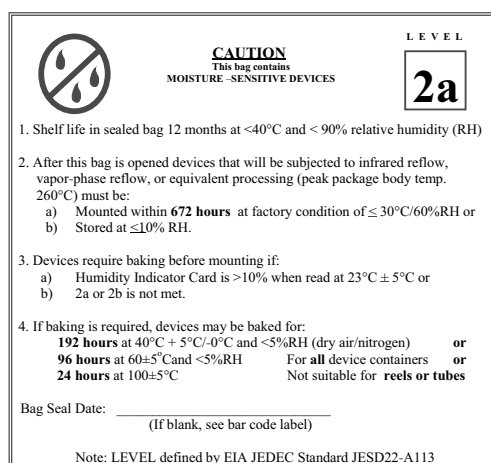 LEVEL
CAUTION
This bag contains
MOISTURE –SENSITIVE DEVICES
2a
1. Shelf life in sealed bag 12 months at <40°C and < 90% relative humidity (RH)
2. After this bag is opened devices that will be subjected to infrared reflow,
vapor-phase reflow, or equivalent processing (peak package body temp.
260°C) must be:
a) Mounted within 672 hours at factory condition of ≤ 30°C/60%RH or
b) Stored at ≤10% RH.
3. Devices require baking before mounting if:
a) Humidity Indicator Card is >10% when read at 23°C ± 5°C or
b) 2a or 2b is not met.
4. If baking is required, devices may be baked for:
192 hours at 40°C + 5°C/-0°C and <5%RH (dry air/nitrogen) or
96 hours at 60±5°Cand <5%RH For all device containers or
24 hours at 100±5°C Not suitable for reels or tubes
Bag Seal Date: ______________________________
(If blank, see bar code label)
Note: LEVEL defined by EIA JEDEC Standard JESD22-A113